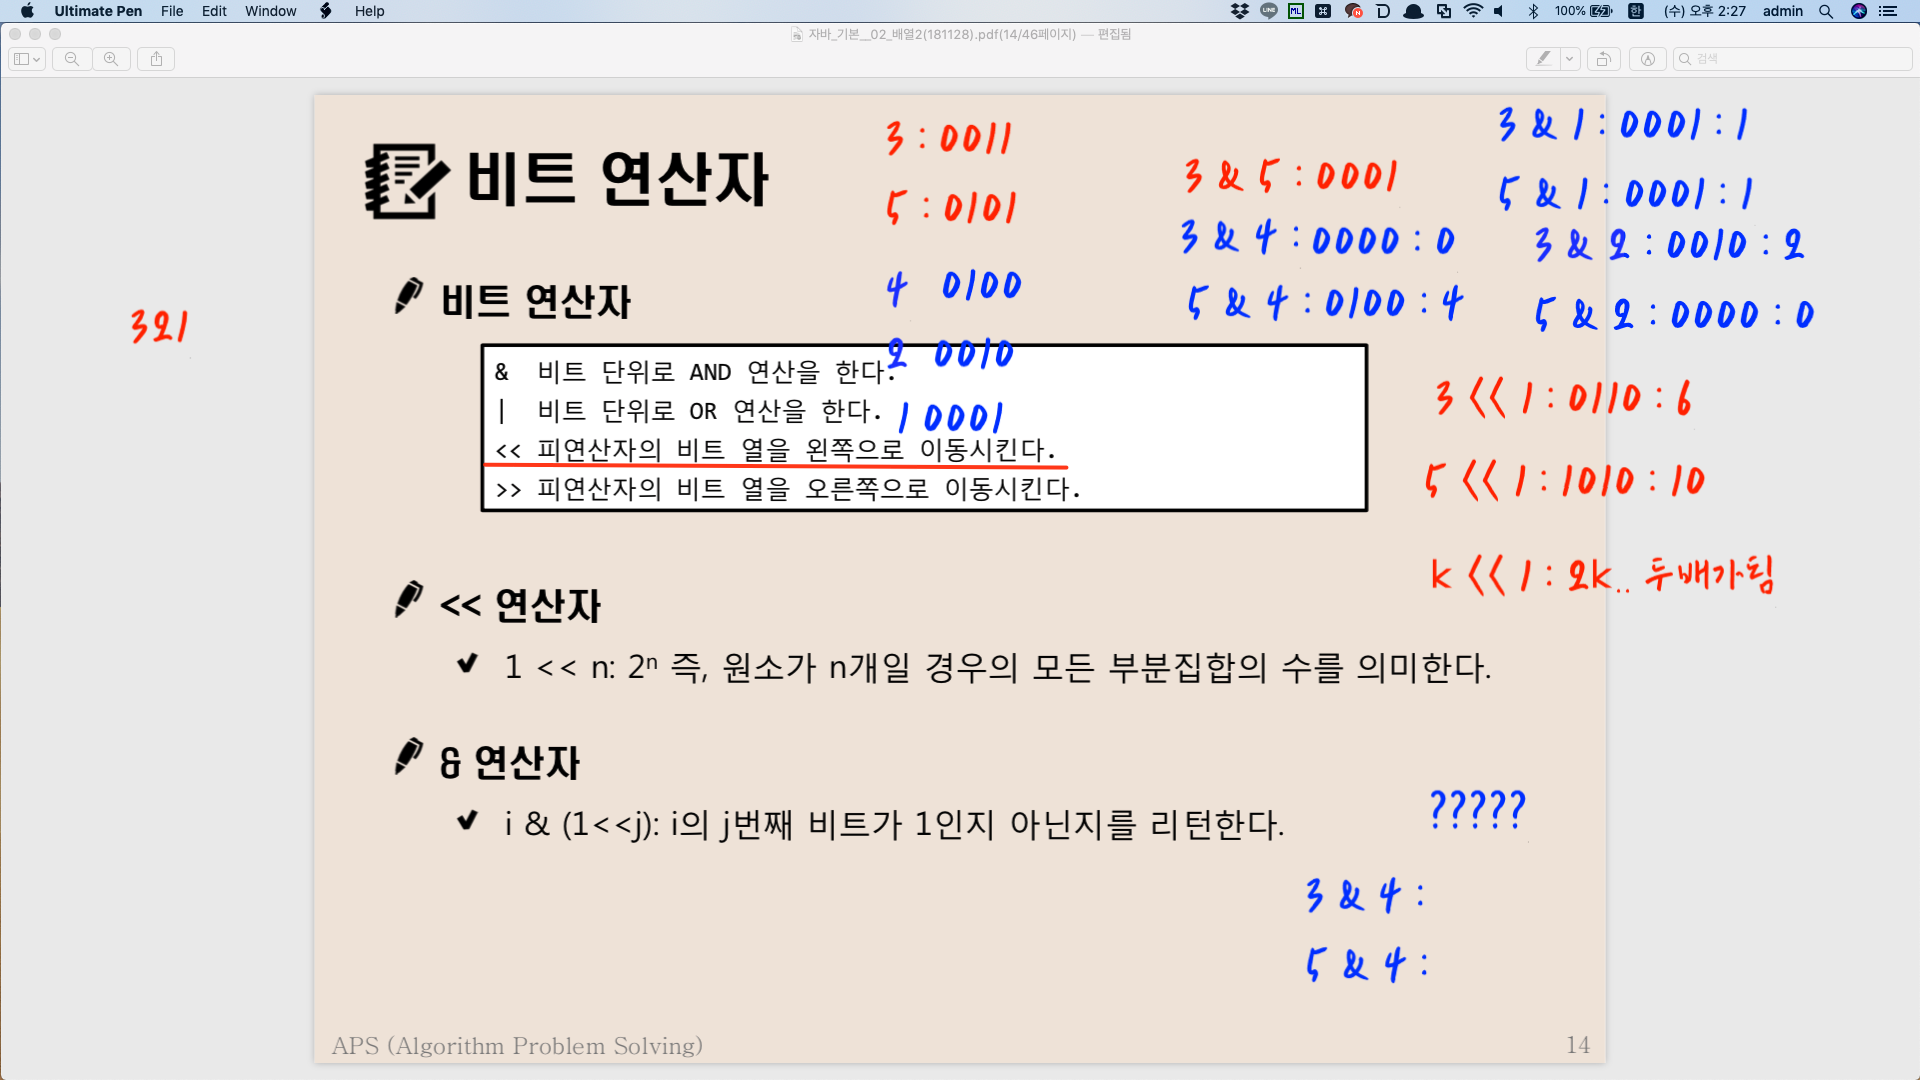 Ultimate Pen File Edit Window Help 100% (수) 오후 2:27 admin
자바_기본__02_배열2(181128).pdf(14/46페이지) — 편집됨
검색
비트 연산자
3 : 0011
5 : 0101
4 0100
2 0010
1 0001
3 & 5 : 0001
3 & 4 : 0000 : 0
5 & 4 : 0100 : 4
3 & 1 : 0001 : 1
5 & 1 : 0001 : 1
3 & 2 : 0010 : 2
5 & 2 : 0000 : 0
321
비트 연산자
& 비트 단위로 AND 연산을 한다.
| 비트 단위로 OR 연산을 한다.
<< 피연산자의 비트 열을 왼쪽으로 이동시킨다.
>> 피연산자의 비트 열을 오른쪽으로 이동시킨다.
3 << 1 : 0110 : 6
5 << 1 : 1010 : 10
k << 1 : 2k.. 두배가됨
<< 연산자
1 << n: 2ⁿ 즉, 원소가 n개일 경우의 모든 부분집합의 수를 의미한다.
& 연산자
i & (1<<j): i의 j번째 비트가 1인지 아닌지를 리턴한다.
?????
3 & 4 :
5 & 4 :
APS (Algorithm Problem Solving)
14